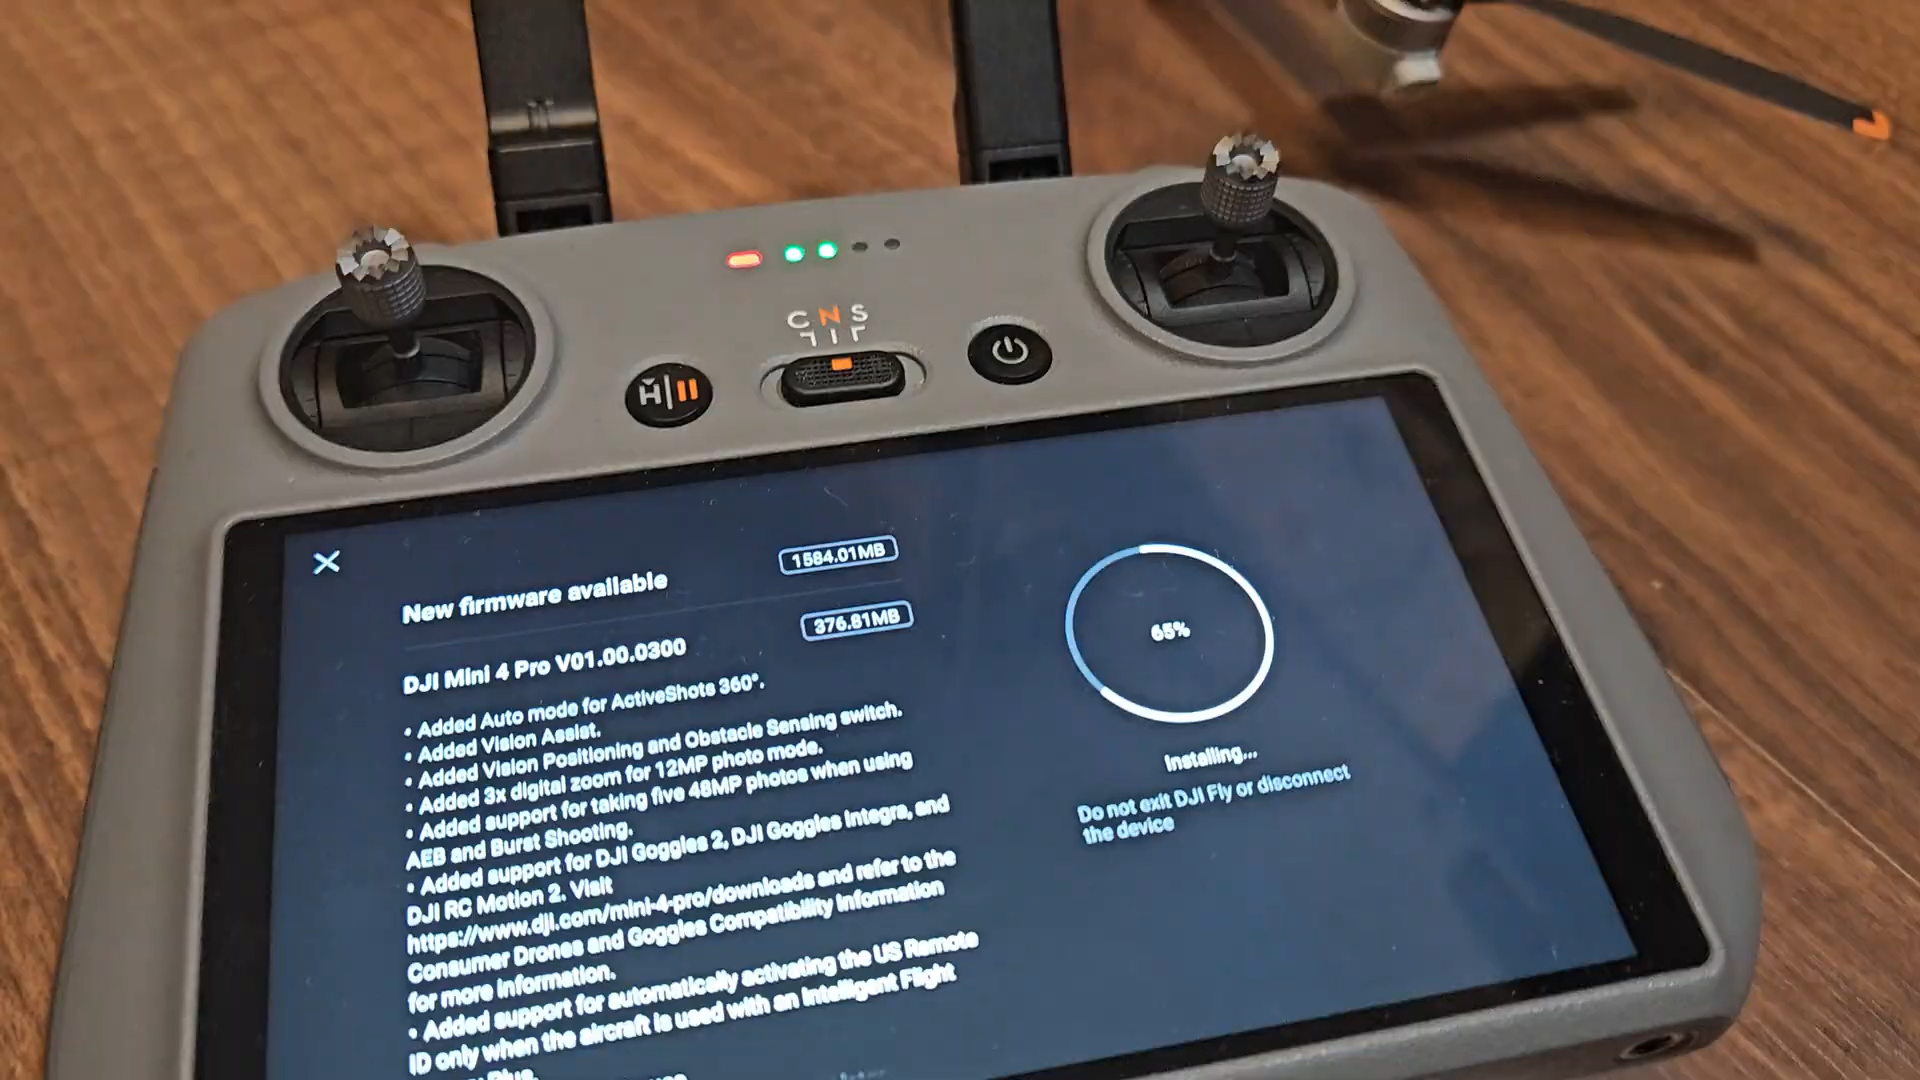 C N S
H
1584.01MB
New firmware available
376.81MB
DJI Mini 4 Pro V01.00.0300
• Added Auto mode for ActiveShots 360°.
• Added Vision Assist.
• Added Vision Positioning and Obstacle Sensing switch.
• Added 3x digital zoom for 12MP photo mode.
• Added support for taking five 48MP photos when using
AEB and Burst Shooting.
• Added support for DJI Goggles 2, DJI Goggles Integra, and
DJI RC Motion 2. Visit
https://www.dji.com/mini-4-pro/downloads and refer to the
Consumer Drones and Goggles Compatibility Information
for more information.
• Added support for automatically activating the US Remote
ID only when the aircraft is used with an Intelligent Flight
Plus.
65%
Installing...
Do not exit DJI Fly or disconnect
the device